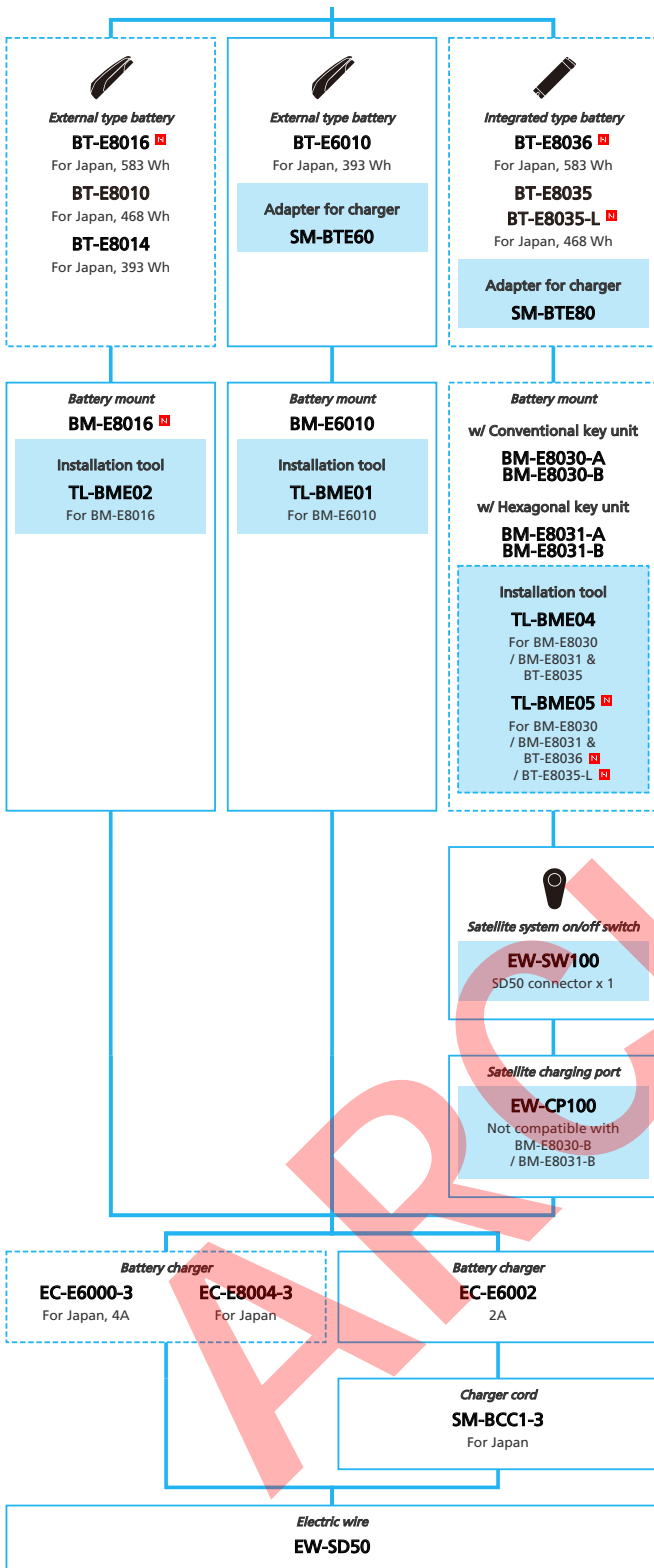 External type battery
BT-E8016 N
For Japan, 583 Wh
BT-E8010
For Japan, 468 Wh
BT-E8014
For Japan, 393 Wh
External type battery
BT-E6010
For Japan, 393 Wh
Adapter for charger
SM-BTE60
Integrated type battery
BT-E8036 N
For Japan, 583 Wh
BT-E8035
BT-E8035-L N
For Japan, 468 Wh
Adapter for charger
SM-BTE80
Battery mount
BM-E8016 N
Installation tool
TL-BME02
For BM-E8016
Battery mount
BM-E6010
Installation tool
TL-BME01
For BM-E6010
Battery mount
w/ Conventional key unit
BM-E8030-A
BM-E8030-B
w/ Hexagonal key unit
BM-E8031-A
BM-E8031-B
Installation tool
TL-BME04
For BM-E8030
/ BM-E8031 &
BT-E8035
TL-BME05 N
For BM-E8030
/ BM-E8031 &
BT-E8036 N
/ BT-E8035-L N
Satellite system on/off switch
EW-SW100
SD50 connector x 1
Satellite charging port
EW-CP100
Not compatible with
BM-E8030-B
/ BM-E8031-B
Battery charger
EC-E6000-3
For Japan, 4A
EC-E8004-3
For Japan
Battery charger
EC-E6002
2A
Charger cord
SM-BCC1-3
For Japan
Electric wire
EW-SD50